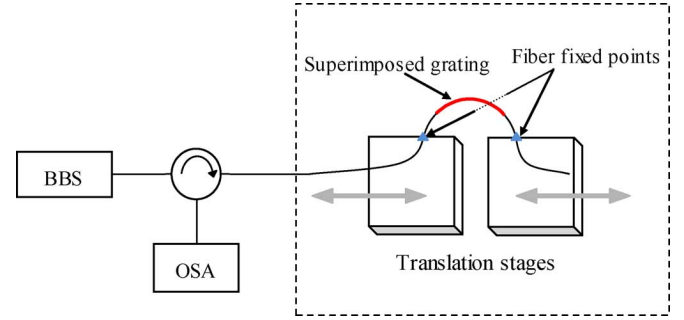 Fiber fixed points
Superimposed grating
BBS
OSA
Translation stages